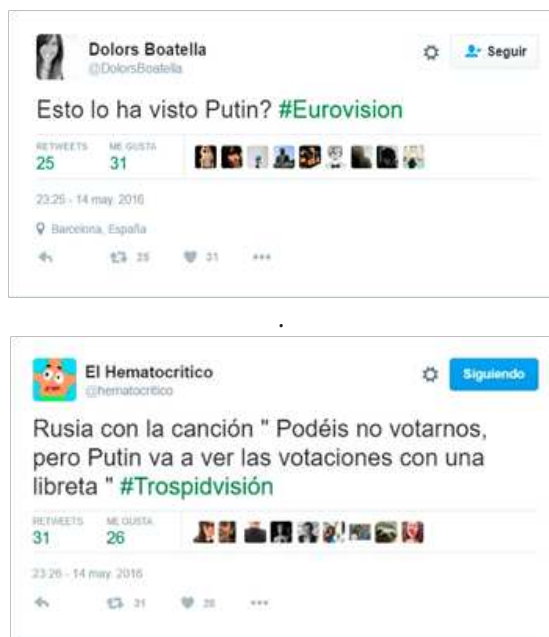 Dolors Boatella
@DolorsBoatella
Seguir
Esto lo ha visto Putin? #Eurovision
RETWEETS ME GUSTA
25 31
23:25 - 14 may. 2016
Barcelona, España
25 31
.
El Hematocritico
@hematocritico
Siguiendo
Rusia con la canción " Podéis no votarnos,
pero Putin va a ver las votaciones con una
libreta " #Trospidvisión
RETWEETS ME GUSTA
31 26
23:26 - 14 may. 2016
31 26